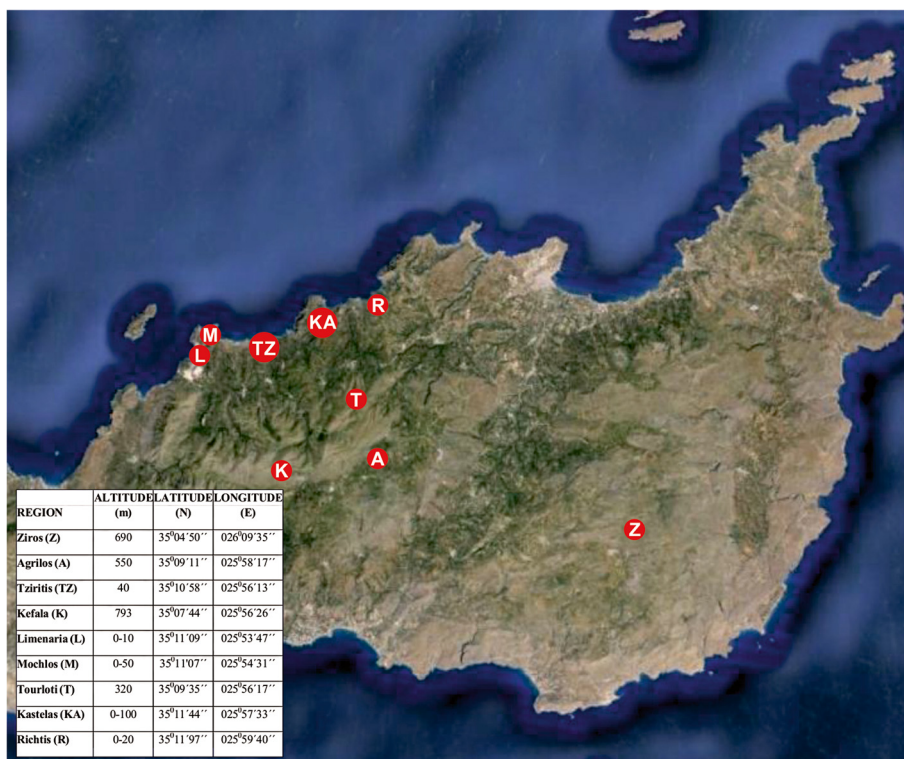 R
M
KA
TZ
L
T
A
K
Z
REGION ALTITUDE (m) LATITUDE (N) LONGITUDE (E)
Ziros (Z) 690 35⁰04´50´´ 026⁰09´35´´
Agrilos (A) 550 35⁰09´11´´ 025⁰58´17´´
Tziritis (TZ) 40 35⁰10´58´´ 025⁰56´13´´
Kefala (K) 793 35⁰07´44´´ 025⁰56´26´´
Limenaria (L) 0-10 35⁰11´09´´ 025⁰53´47´´
Mochlos (M) 0-50 35⁰11´07´´ 025⁰54´31´´
Tourloti (T) 320 35⁰09´35´´ 025⁰56´17´´
Kastelas (KA) 0-100 35⁰11´44´´ 025⁰57´33´´
Richtis (R) 0-20 35⁰11´97´´ 025⁰59´40´´